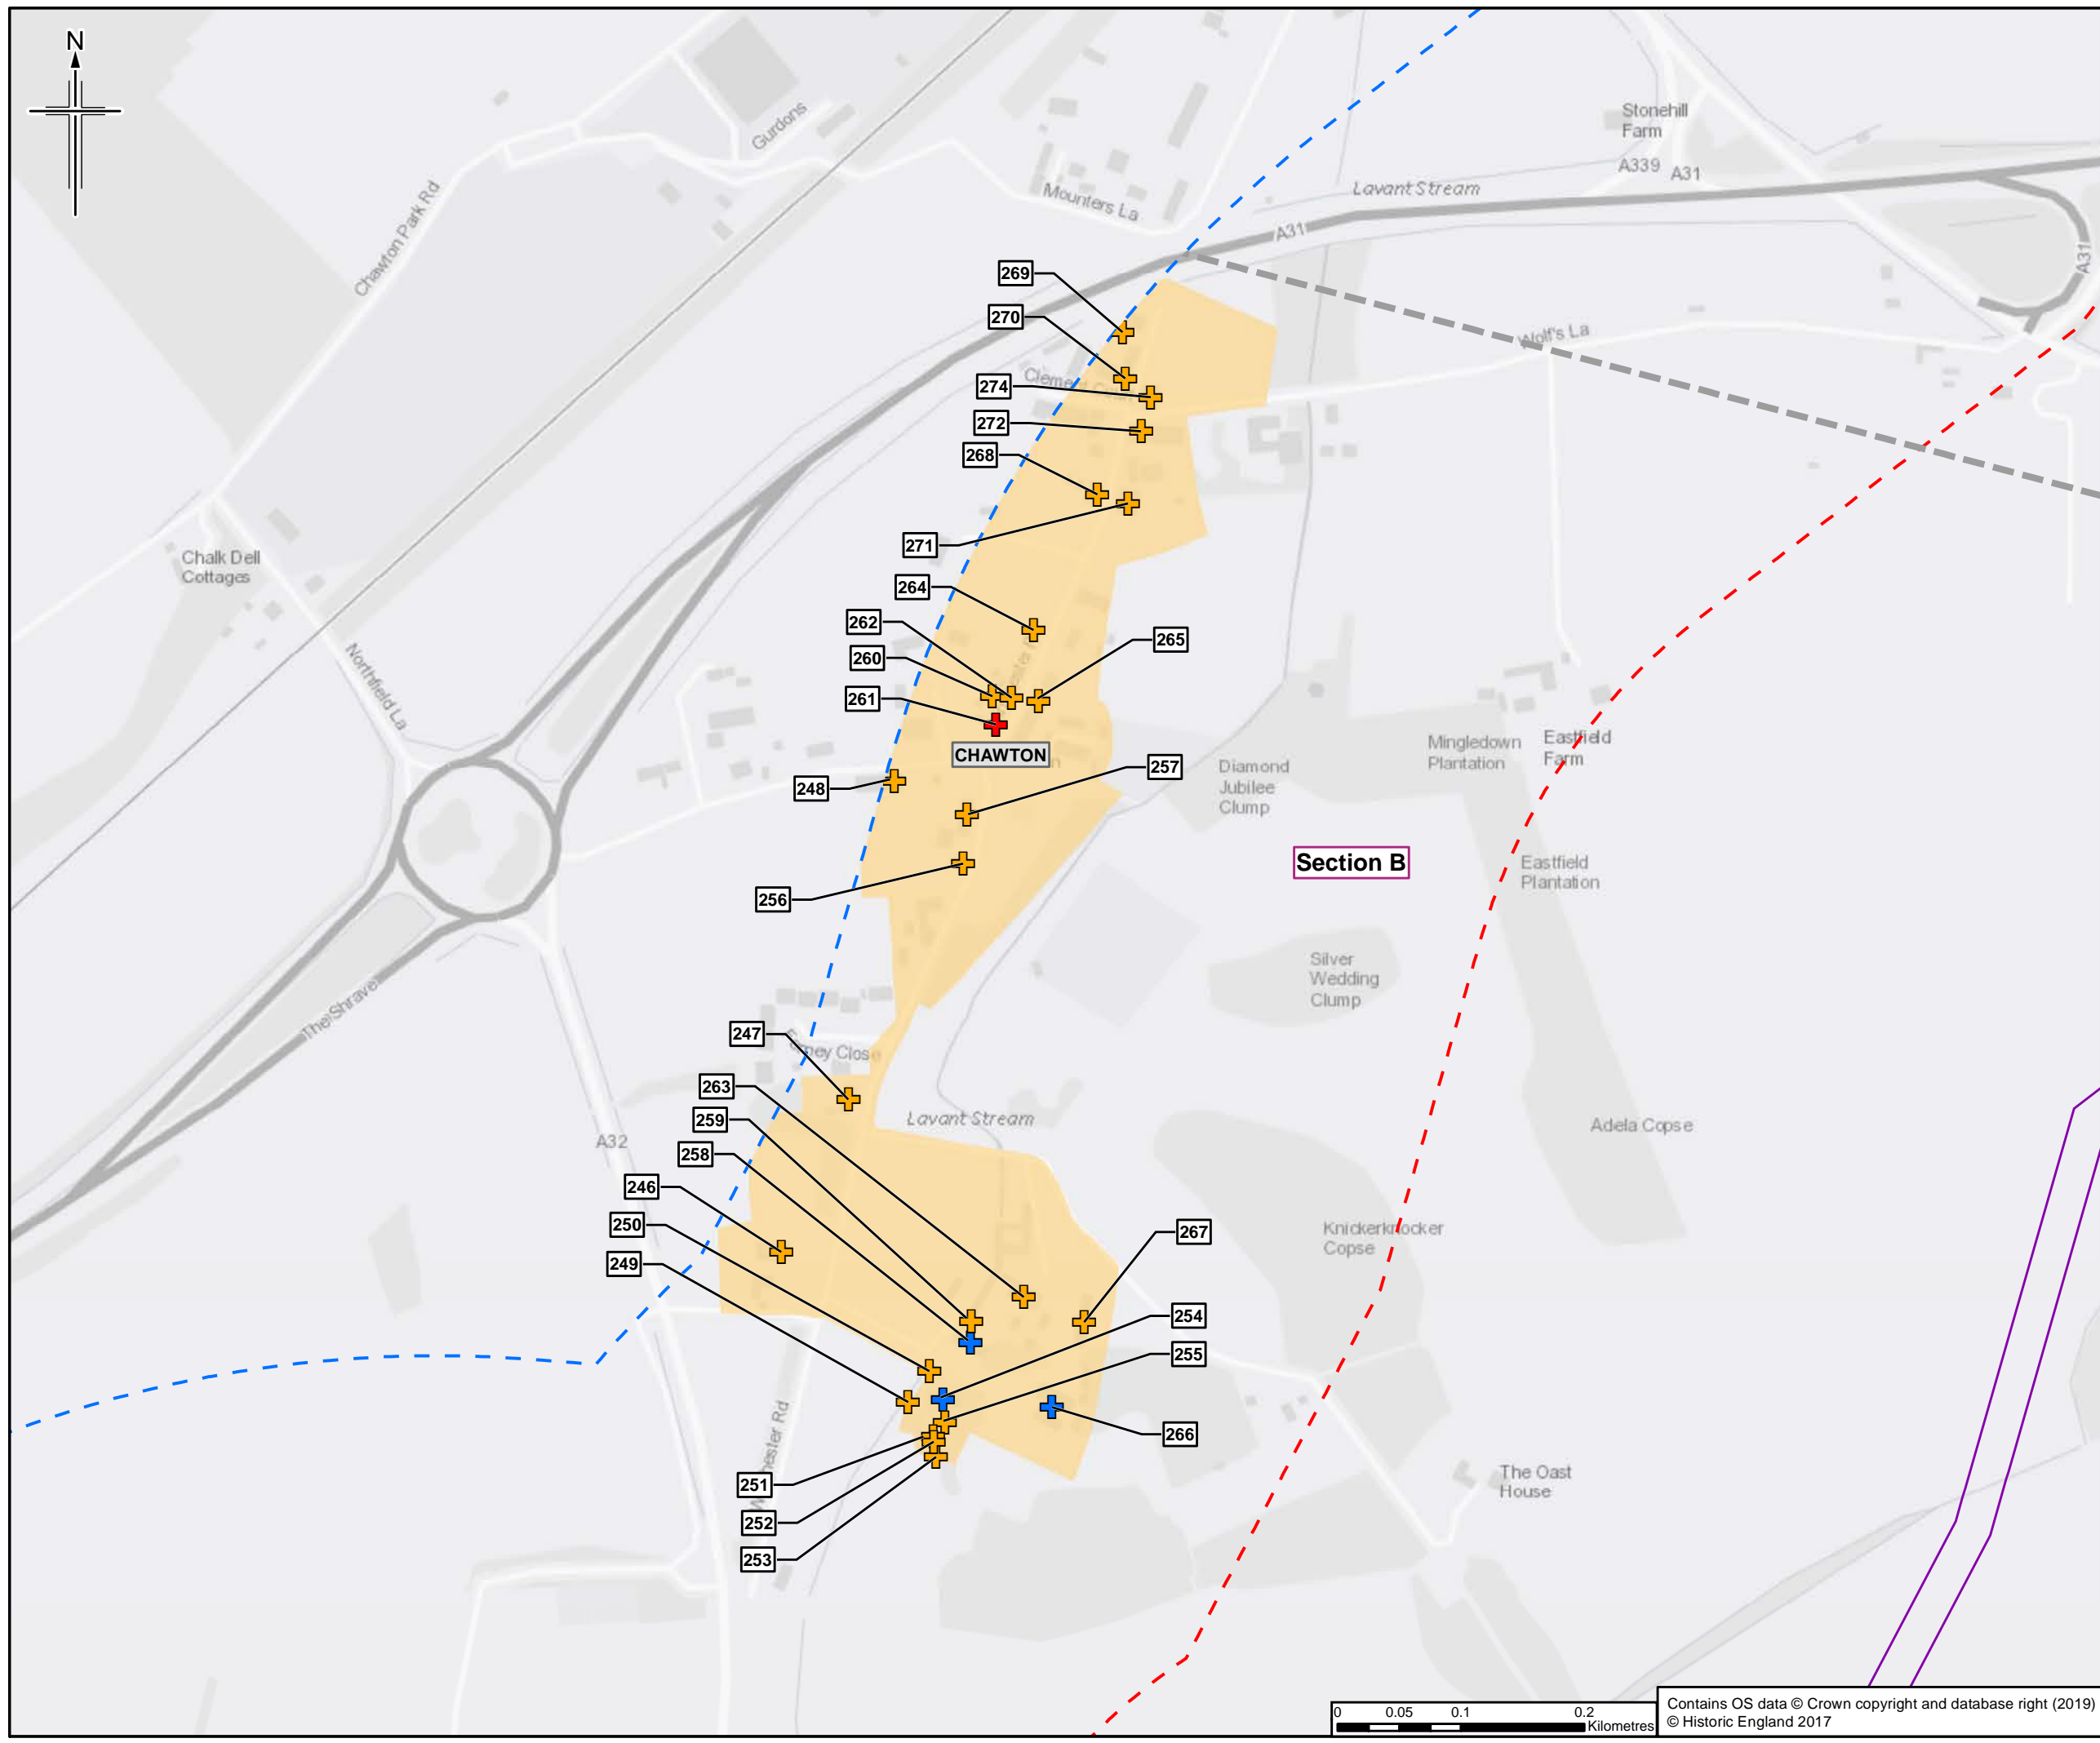 N
Gurdons
Stonehill
Farm
A339
A31
Lavant Stream
Mounters La
Chawton Park Rd
A31
A31
269
270
Wolf's La
274
272
268
271
Chalk Dell
Cottages
264
262
265
260
261
Northfield La
CHAWTON
Mingledown
Plantation
Eastfield
Farm
257
Diamond
Jubilee
Clump
248
Section B
Eastfield
Plantation
256
Silver
Wedding
Clump
The Shrave
247
Close
263
259
Lavant Stream
Adela Copse
A32
258
246
250
Knickerknocker
Copse
267
249
254
255
266
Rd
251
The Oast
House
252
253
0 0.05 0.1 0.2
Kilometres
Contains OS data © Crown copyright and database right (2019)
© Historic England 2017